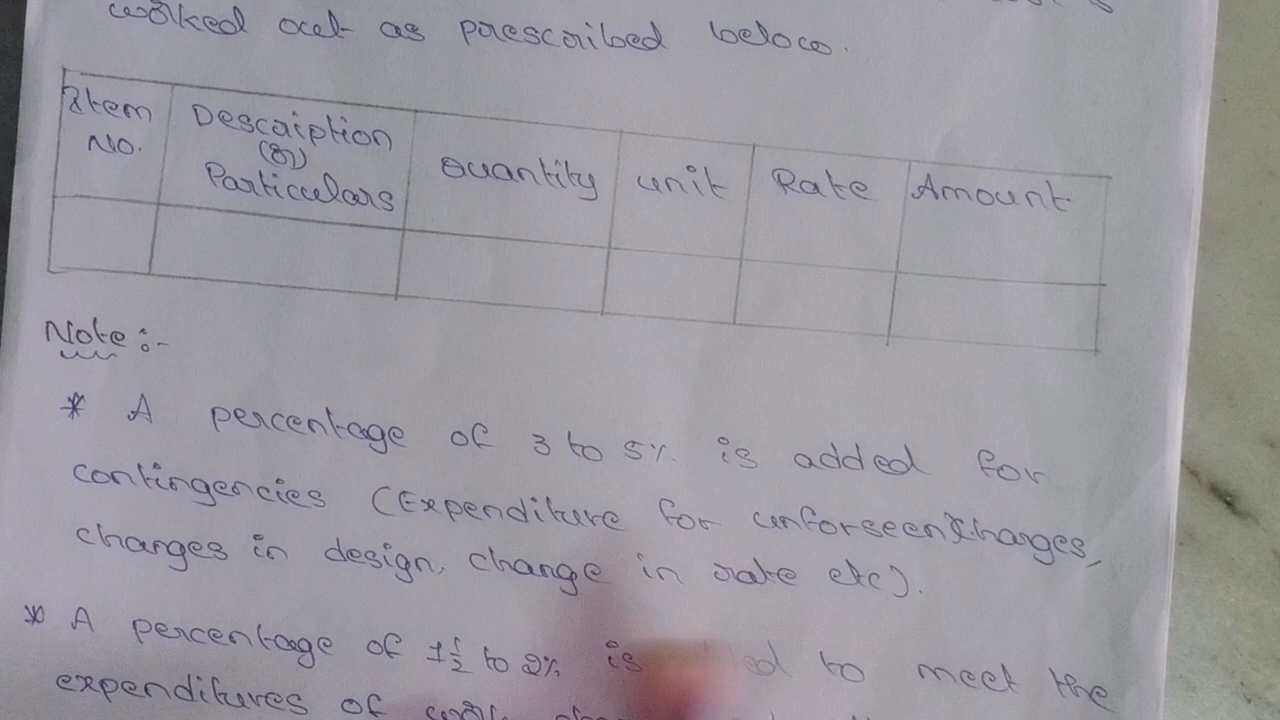 worked out as prescribed below.
Item No. | Description (or) Particulars | Quantity | unit | Rate | Amount
Note :-
* A percentage of 3 to 5% is added for
contingencies (Expenditure for unforseen charges,
changes in design, change in rate etc).
* A percentage of 1½ to 2% is to meet the
expenditures of